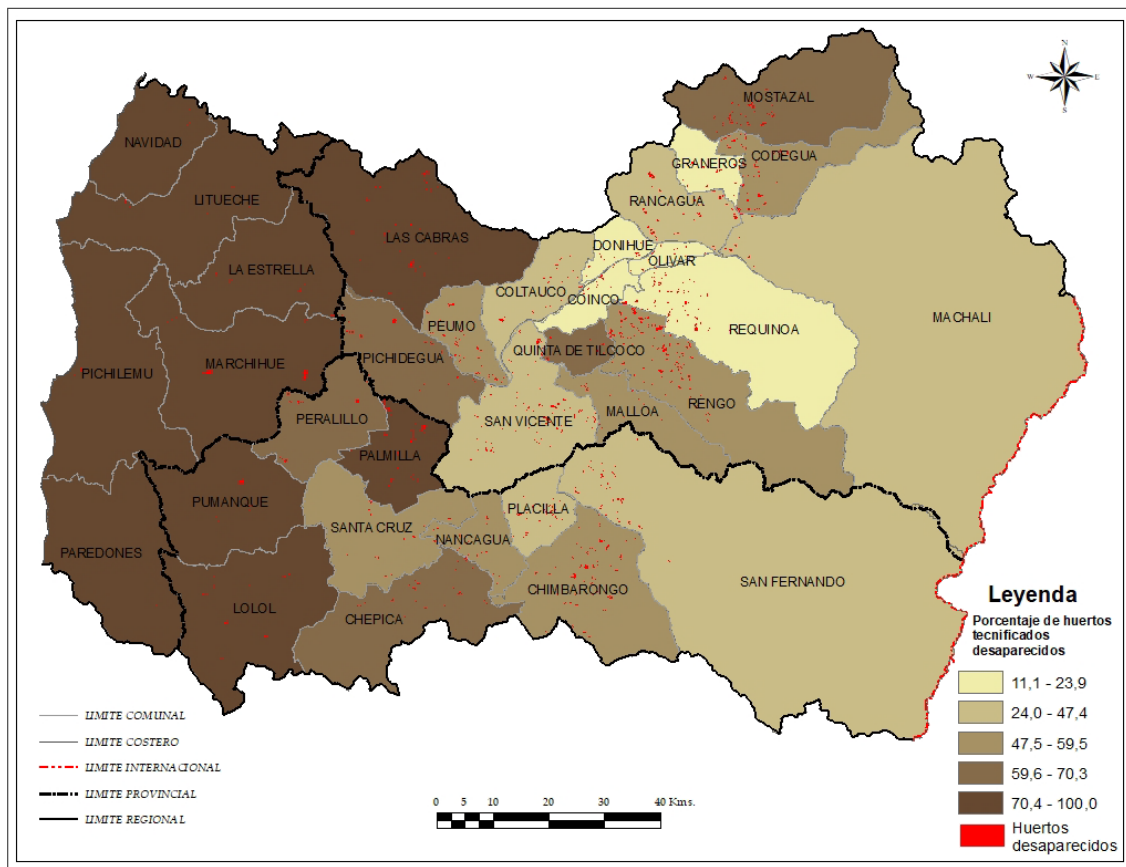 N
W
E
S
MOSTAZAL
NAVIDAD
CODEGUA
GRANEROS
LITUECHE
RANCAGUA
LAS CABRAS
DONIHUE
OLIVAR
LA ESTRELLA
COLTAUCO
COINCO
MACHALI
PEUMO
REQUINOA
QUINTA DE TILCOCO
PICHIDEGUA
MARCHIHUE
PICHILEMU
RENGO
MALLOA
PERALILLO
SAN VICENTE
PALMILLA
PUMANQUE
PLACILLA
SANTA CRUZ
NANCAGUA
PAREDONES
SAN FERNANDO
CHIMBARONGO
LOLOL
CHEPICA
Leyenda
Porcentaje de huertos
tecnificados
desaparecidos
11,1 - 23,9
24,0 - 47,4
47,5 - 59,5
59,6 - 70,3
70,4 - 100,0
Huertos
desaparecidos
LIMITE COMUNAL
LIMITE COSTERO
LIMITE INTERNACIONAL
LIMITE PROVINCIAL
LIMITE REGIONAL
0 5 10 20 30 40 Kms.